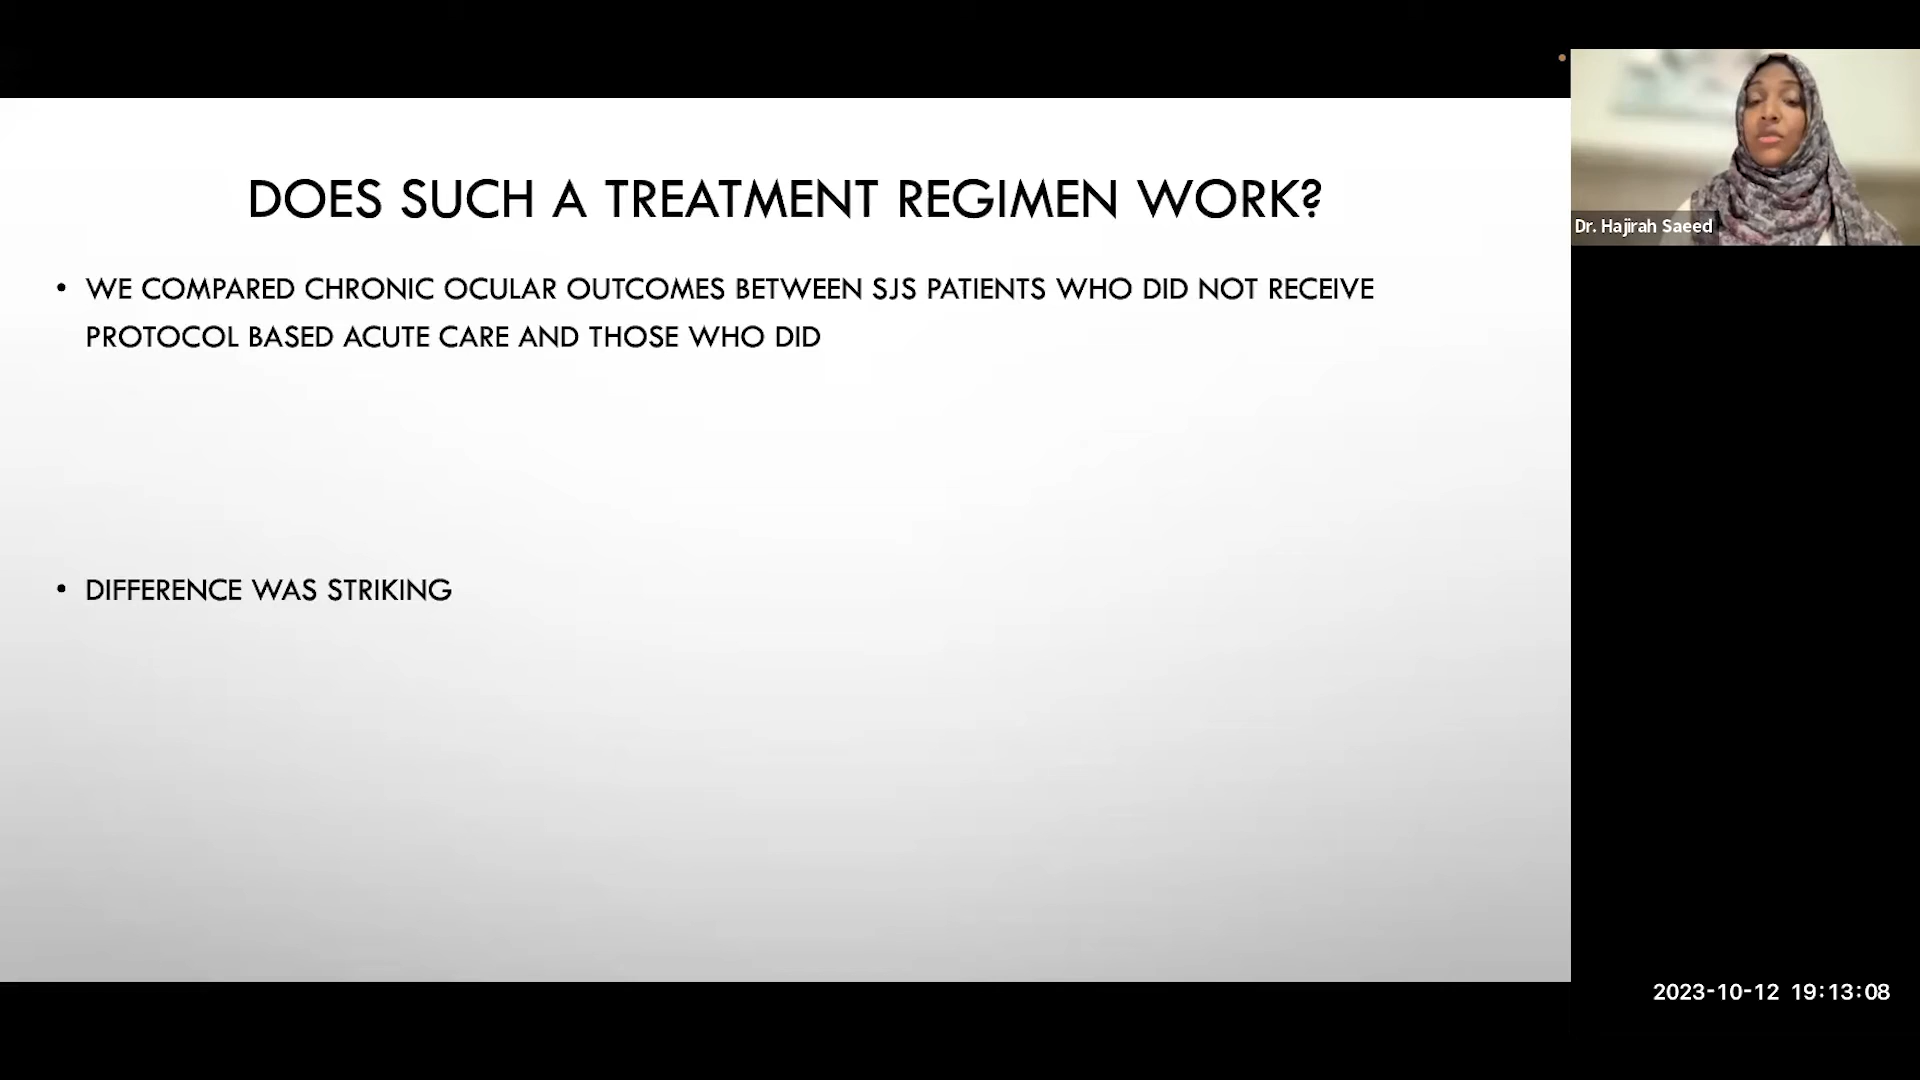 DOES SUCH A TREATMENT REGIMEN WORK?
• WE COMPARED CHRONIC OCULAR OUTCOMES BETWEEN SJS PATIENTS WHO DID NOT RECEIVE
PROTOCOL BASED ACUTE CARE AND THOSE WHO DID
• DIFFERENCE WAS STRIKING
Dr. Hajirah Saeed
2023-10-12 19:13:08